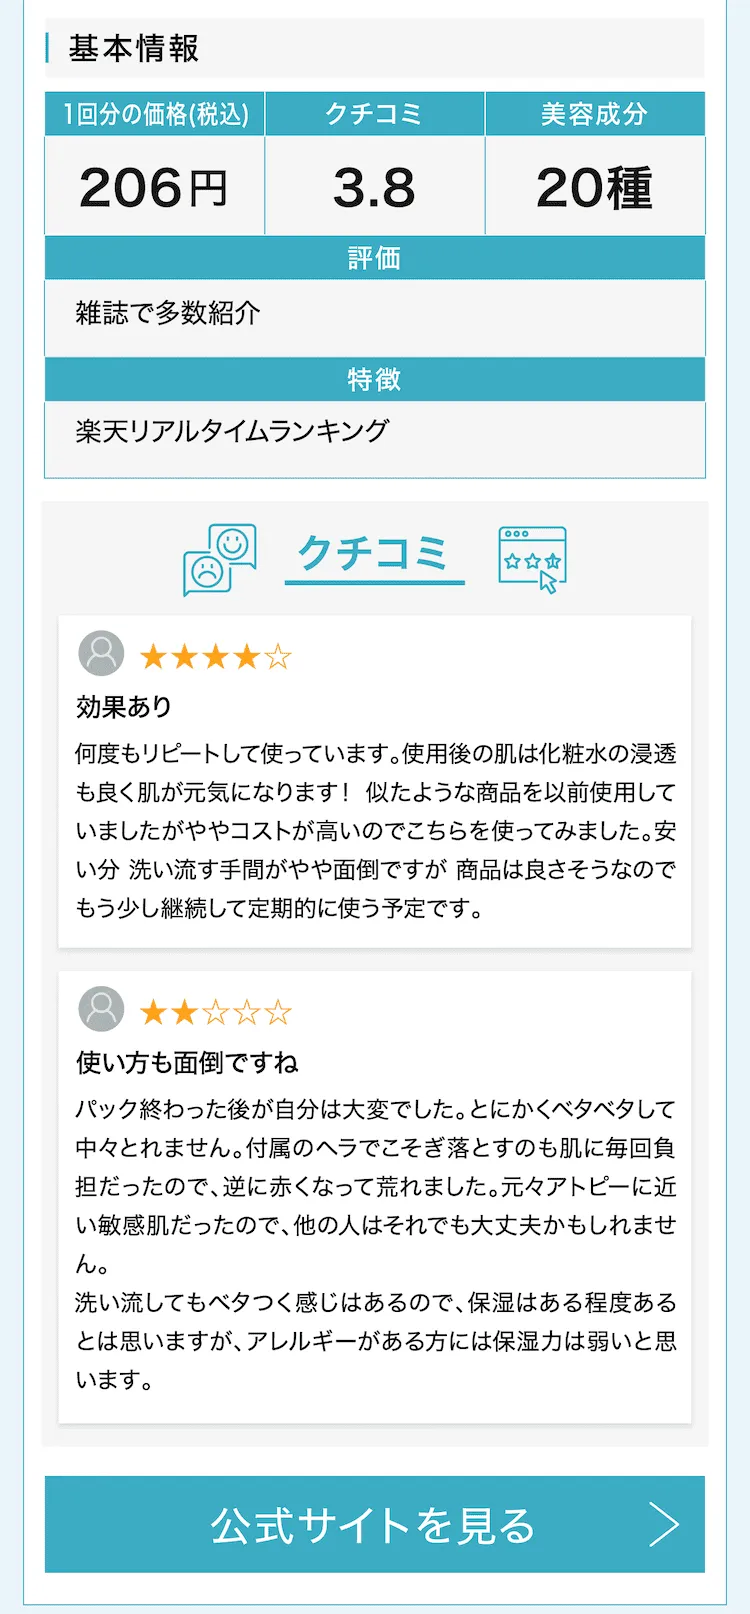 基本情報
1回分の価格(税込)
クチコミ
美容成分
206円
3.8
20種
評価
雑誌で多数紹介
特徴
楽天リアルタイムランキング
クチコミ
★★★★☆
効果あり
何度もリピートして使っています。使用後の肌は化粧水の浸透
も良く肌が元気になります! 似たような商品を以前使用して
いましたがややコストが高いのでこちらを使ってみました。安
い分 洗い流す手間がやや面倒ですが 商品は良さそうなので
もう少し継続して定期的に使う予定です。
★★☆☆☆
使い方も面倒ですね
パック終わった後が自分は大変でした。とにかくベタベタして
中々とれません。付属のヘラでこそぎ落とすのも肌に毎回負
担だったので、逆に赤くなって荒れました。元々アトピーに近
い敏感肌だったので、他の人はそれでも大丈夫かもしれませ
ん。
洗い流してもベタつく感じはあるので、保湿はある程度ある
とは思いますが、アレルギーがある方には保湿力は弱いと思
います。
公式サイトを見る